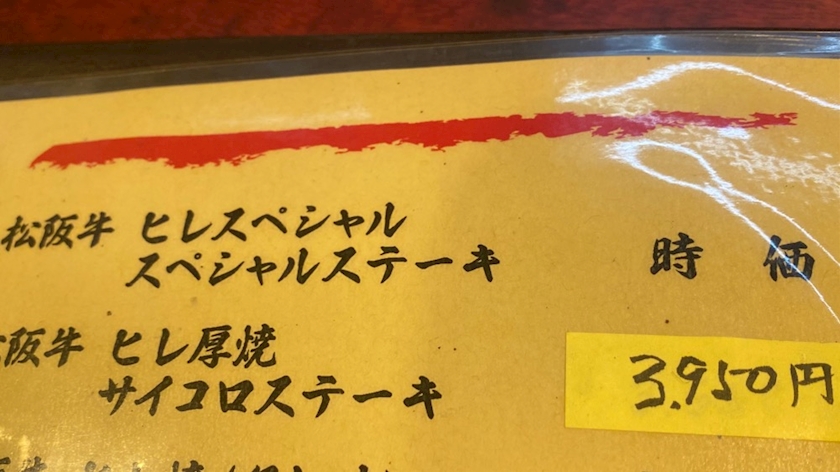 松阪牛 ヒレスペシャル
スペシャルステーキ 時価
阪牛 ヒレ厚焼
サイコロステーキ 3,950円